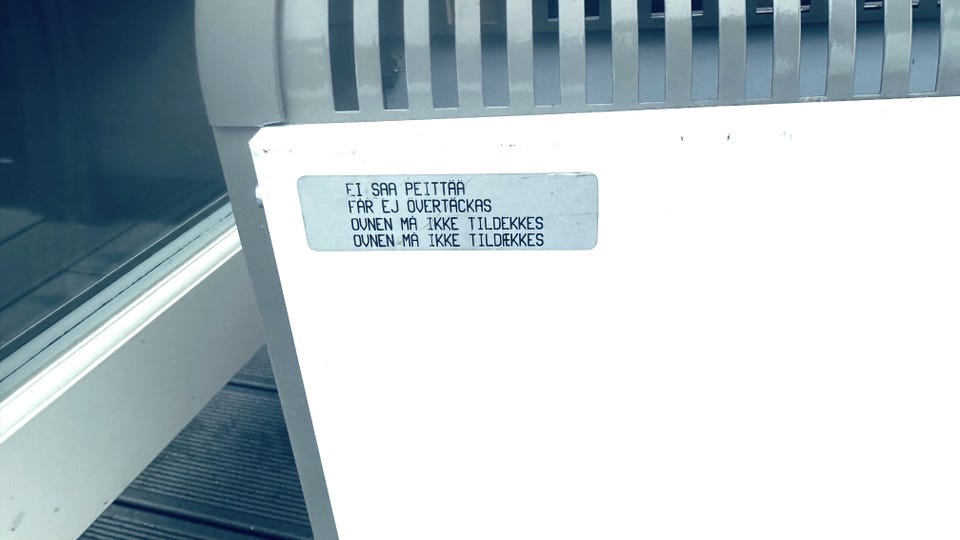 EI SAA PEITTÄÄ
FÅR EJ ÖVERTÄCKAS
OVNEN MÅ IKKE TILDEKKES
OVNEN MÅ IKKE TILDÆKKES